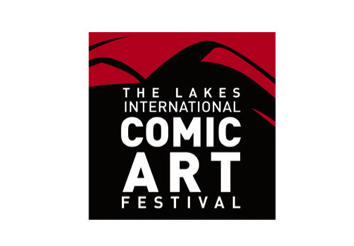 THE LAKES
INTERNATIONAL
COMIC
ART
FESTIVAL